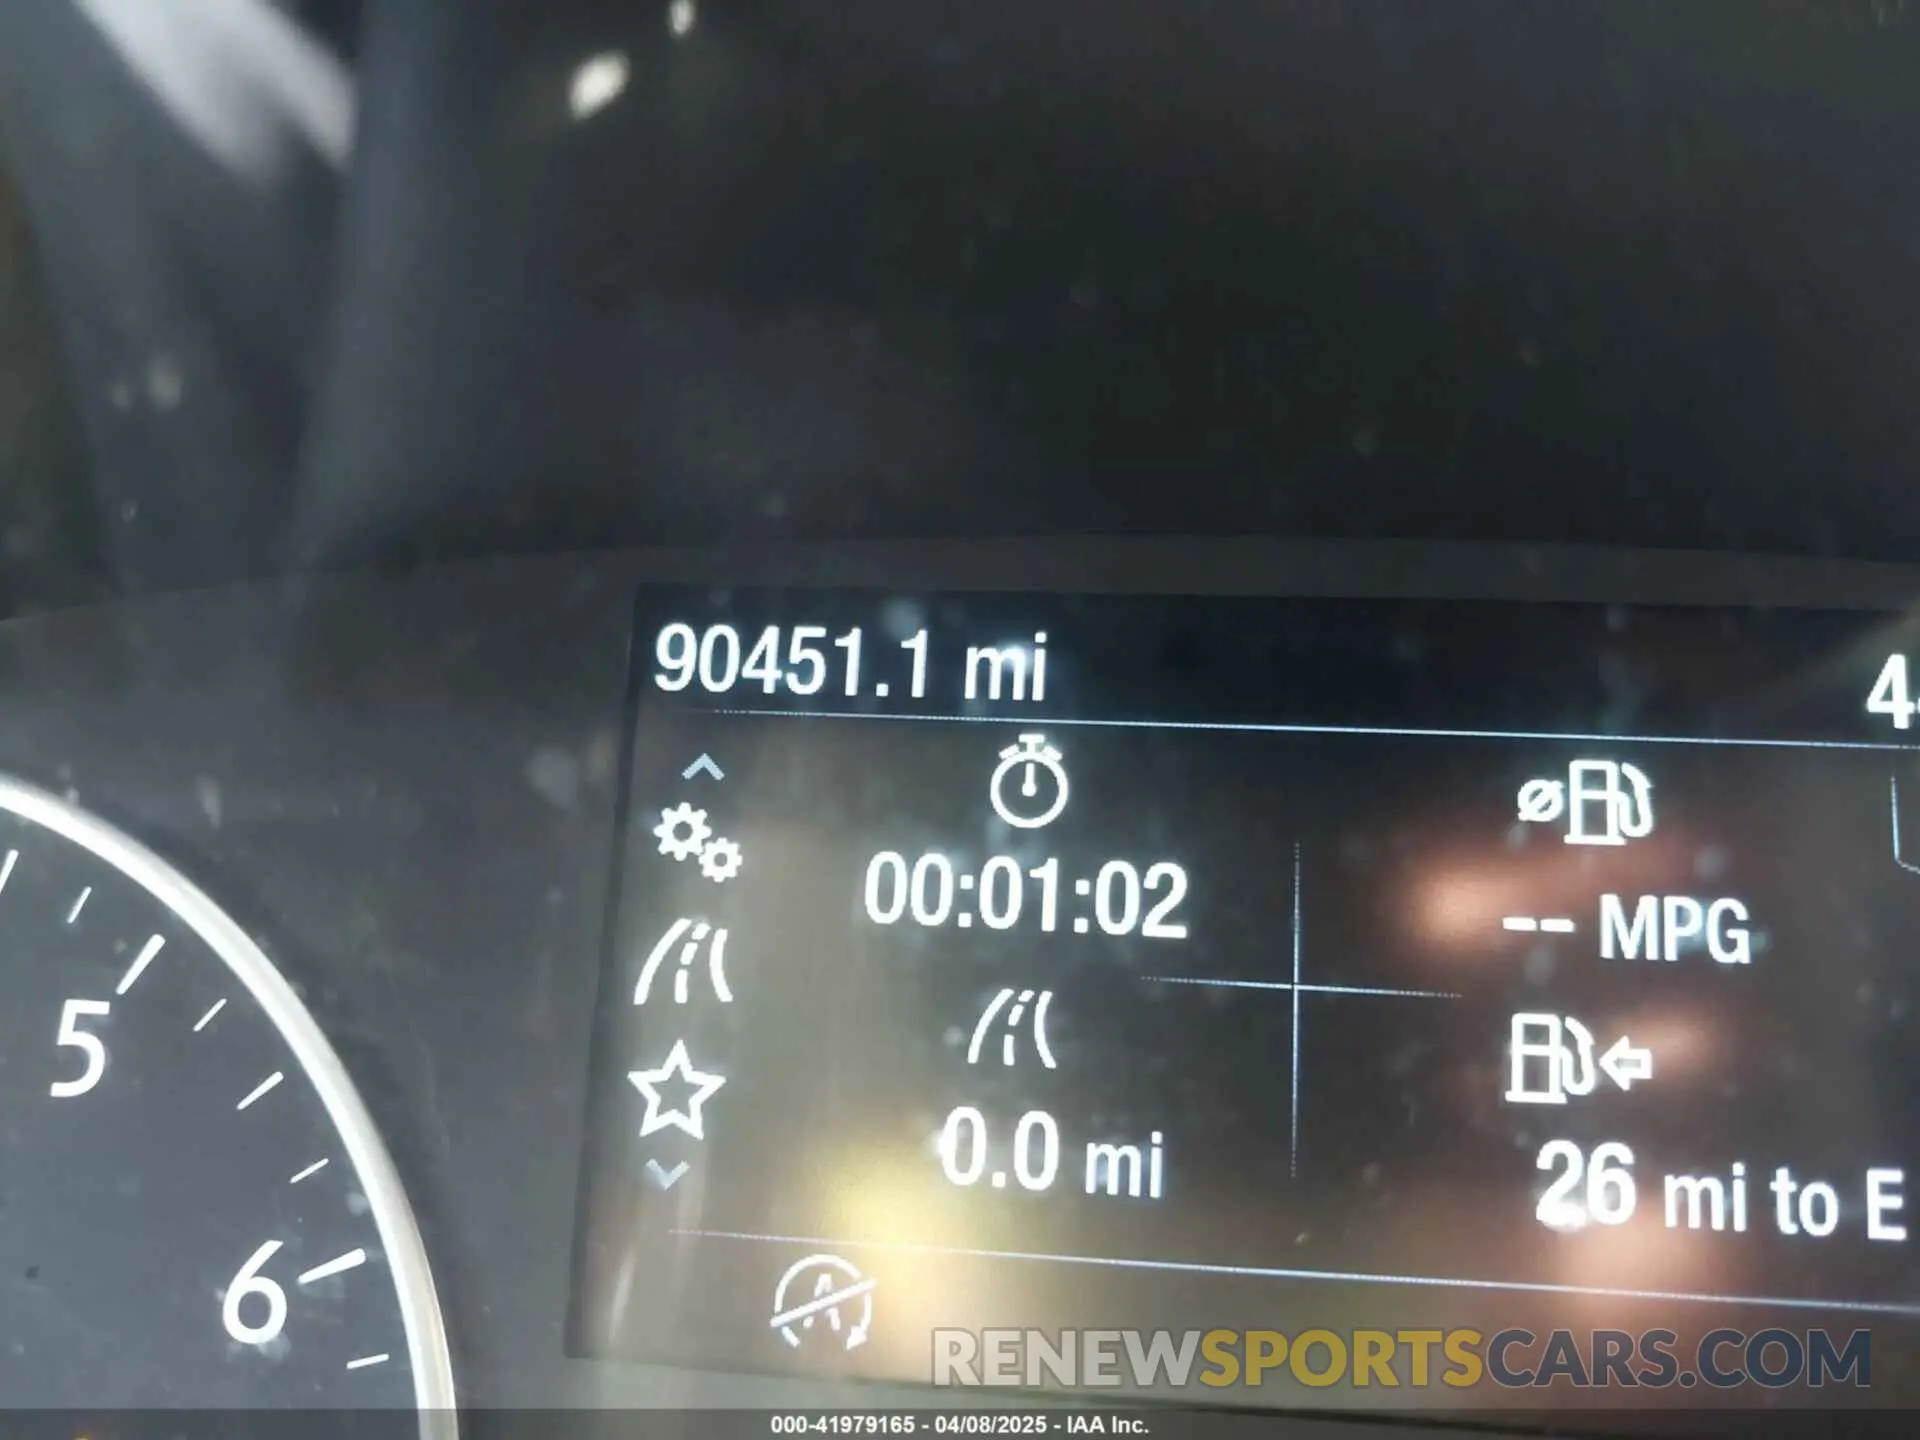 90451.1 mi
00:01:02
-- MPG
0.0 mi
26 mi to E
5
6
RENEWSPORTSCARS.COM
000-41979165 - 04/08/2025 - IAA Inc.